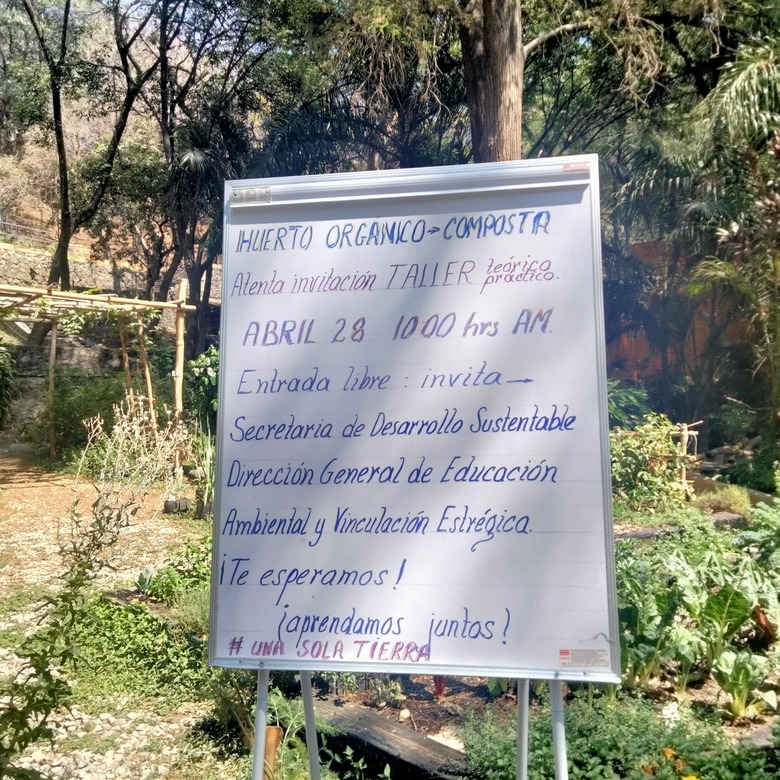 HUERTO ORGÁNICO→COMPOSTA
Atenta invitación TALLER teórico práctico.
ABRIL 28 10:00 hrs AM.
Entrada libre : invita→
Secretaria de Desarrollo Sustentable
Dirección General de Educación
Ambiental y Vinculación Estrégica.
¡Te esperamos!
¡aprendamos juntos!
# UNA SOLA TIERRA